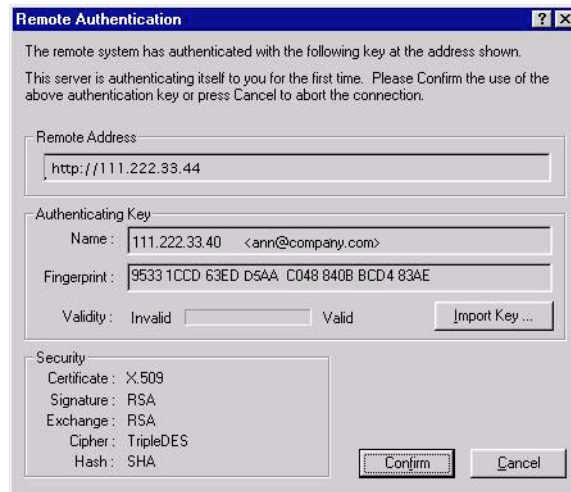 Remote Authentication
The remote system has authenticated with the following key at the address shown.
This server is authenticating itself to you for the first time. Please Confirm the use of the
above authentication key or press Cancel to abort the connection.
Remote Address
http://111.222.33.44
Authenticating Key
Name : 111.222.33.40 <ann@company.com>
Fingerprint : 9533 1CCD 63ED D5AA C048 840B BCD4 83AE
Validity : Invalid Valid Import Key ...
Security
Certificate : X.509
Signature : RSA
Exchange : RSA
Cipher : TripleDES
Hash : SHA
Confirm Cancel